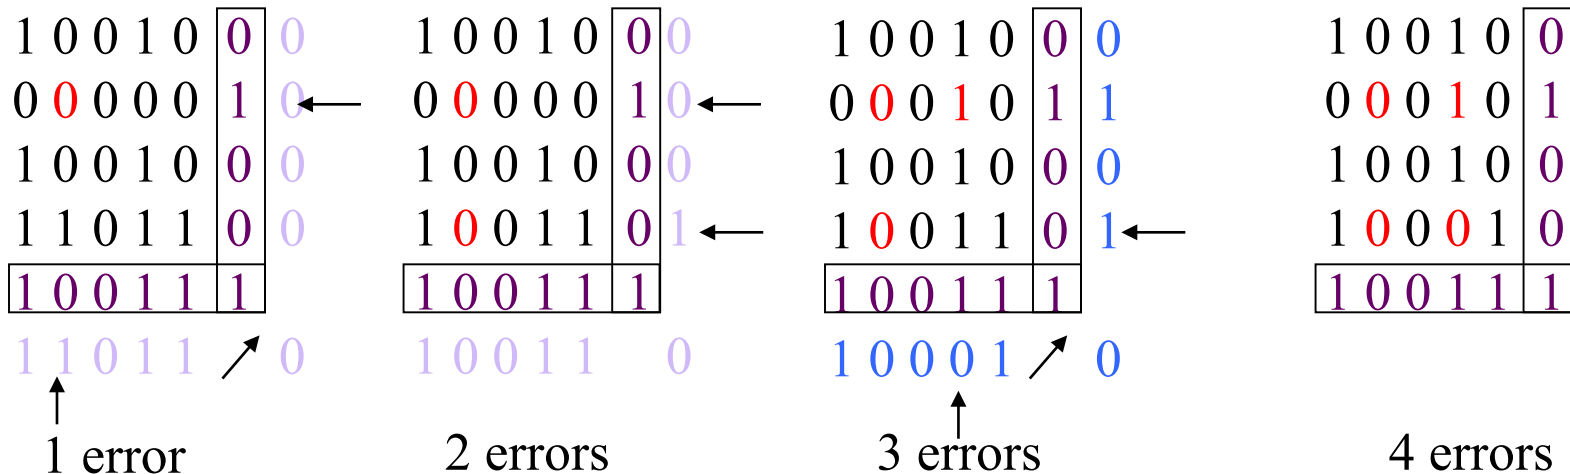 1 0 0 1 0 0 0 1 0 0 1 0 0 0 1 0 0 1 0 0 0 1 0 0 1 0 0
0 0 0 0 0 1 0 0 0 0 0 0 1 0 0 0 0 1 0 1 1 0 0 0 1 0 1
1 0 0 1 0 0 0 1 0 0 1 0 0 0 1 0 0 1 0 0 0 1 0 0 1 0 0
1 1 0 1 1 0 0 1 0 0 1 1 0 1 1 0 0 1 1 0 1 1 0 0 0 1 0
1 0 0 1 1 1 1 0 0 1 1 1 1 0 0 1 1 1 1 0 0 1 1 1
1 1 0 1 1 0 1 0 0 1 1 0 1 0 0 0 1 0
1 error 2 errors 3 errors 4 errors